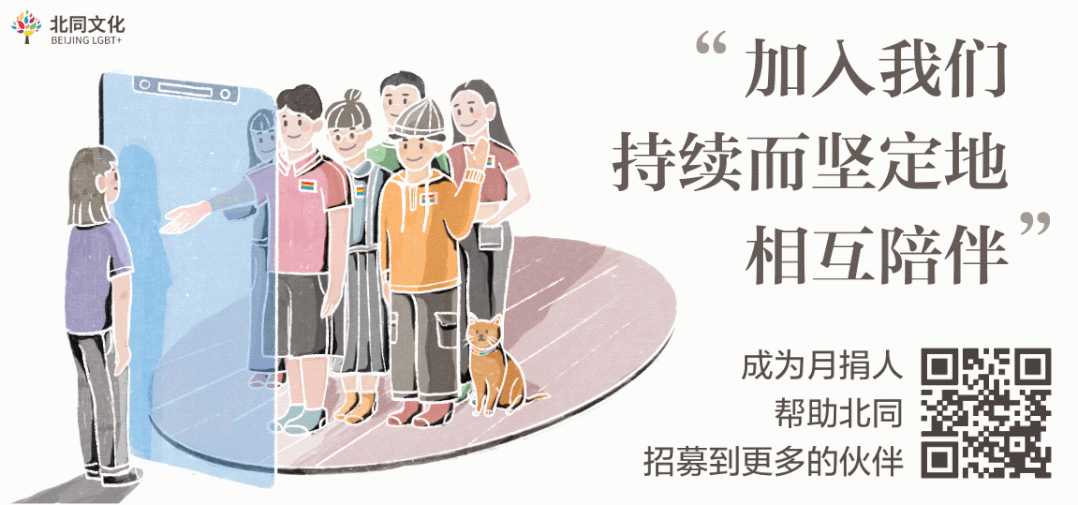 北同文化
BEIJING LGBT+
“加入我们
持续而坚定地
相互陪伴”
成为月捐人
帮助北同
招募到更多的伙伴